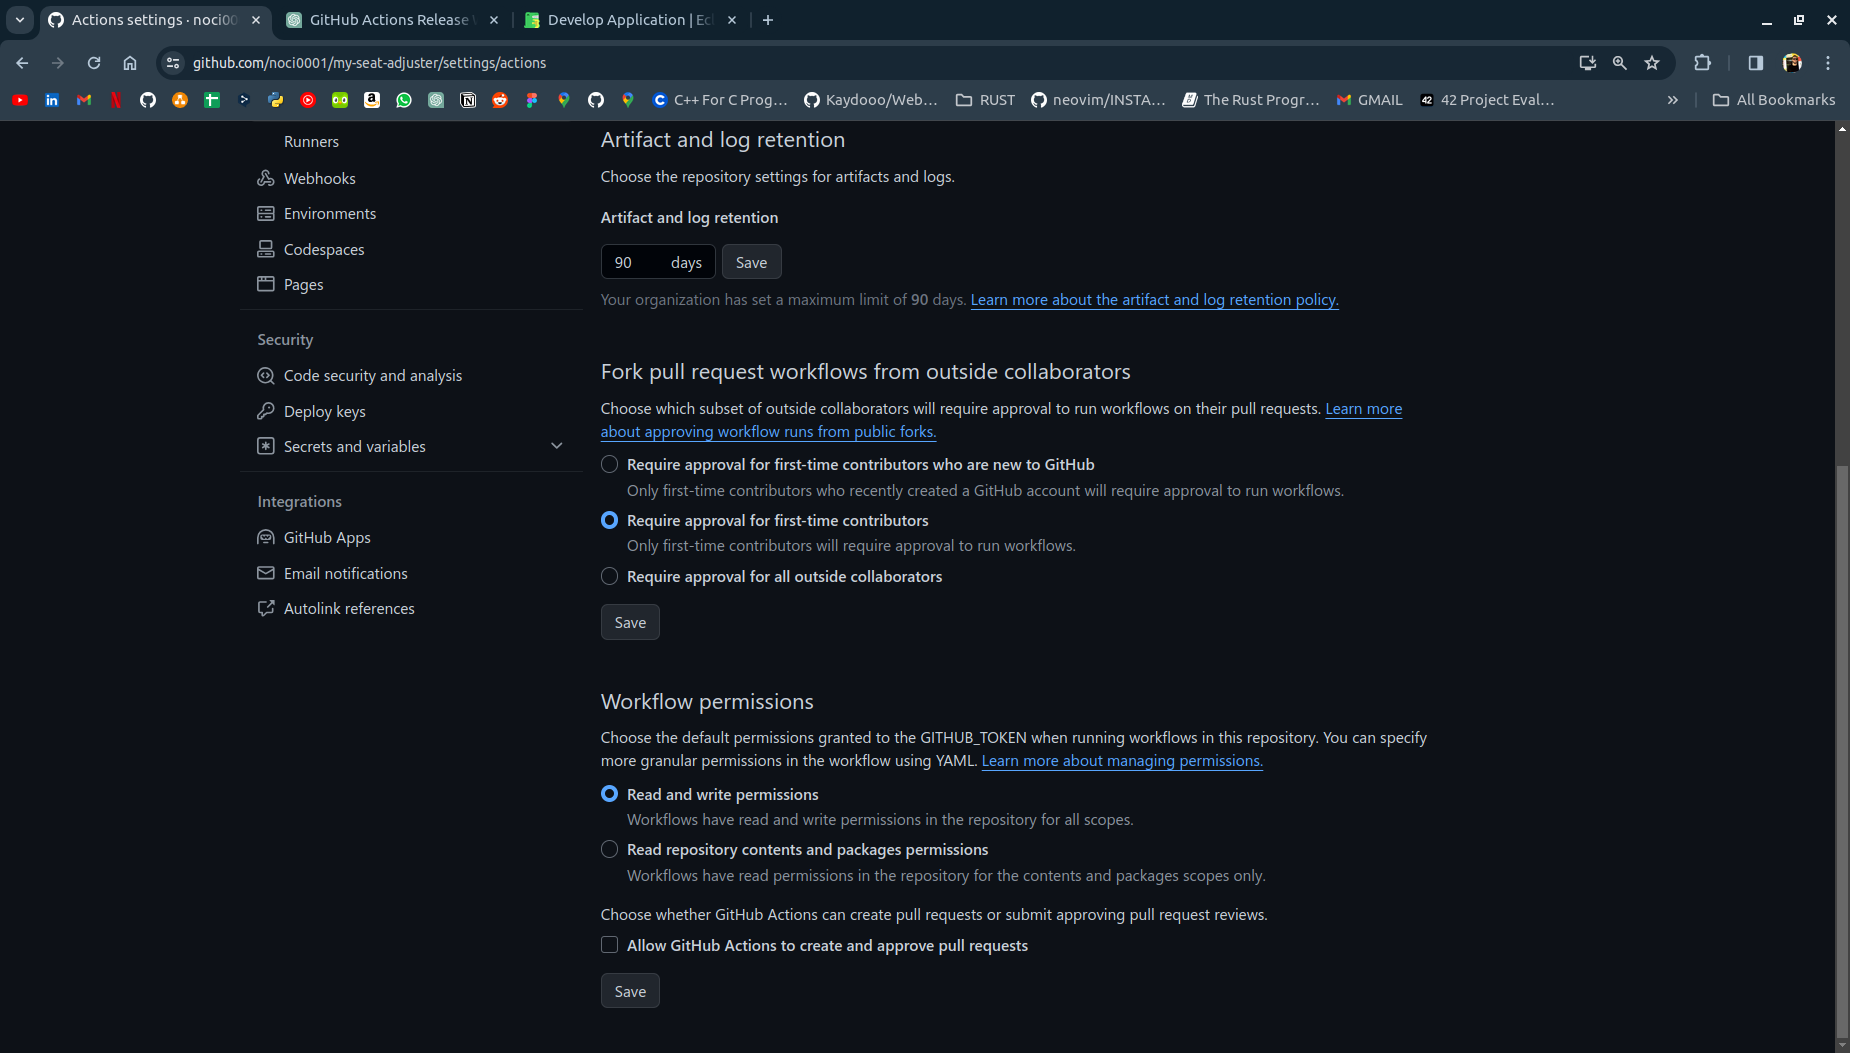 Actions settings · noci00
GitHub Actions Release
Develop Application | Ecl
github.com/noci0001/my-seat-adjuster/settings/actions
C++ For C Prog...
Kaydooo/Web...
RUST
neovim/INSTA...
The Rust Progr...
GMAIL
42
42 Project Eval...
All Bookmarks
Runners
Webhooks
Environments
Codespaces
Pages
Security
Code security and analysis
Deploy keys
Secrets and variables
Integrations
GitHub Apps
Email notifications
Autolink references
Artifact and log retention
Choose the repository settings for artifacts and logs.
Artifact and log retention
90 days Save
Your organization has set a maximum limit of 90 days. Learn more about the artifact and log retention policy.
Fork pull request workflows from outside collaborators
Choose which subset of outside collaborators will require approval to run workflows on their pull requests. Learn more
about approving workflow runs from public forks.
Require approval for first-time contributors who are new to GitHub
Only first-time contributors who recently created a GitHub account will require approval to run workflows.
Require approval for first-time contributors
Only first-time contributors will require approval to run workflows.
Require approval for all outside collaborators
Save
Workflow permissions
Choose the default permissions granted to the GITHUB_TOKEN when running workflows in this repository. You can specify
more granular permissions in the workflow using YAML. Learn more about managing permissions.
Read and write permissions
Workflows have read and write permissions in the repository for all scopes.
Read repository contents and packages permissions
Workflows have read permissions in the repository for the contents and packages scopes only.
Choose whether GitHub Actions can create pull requests or submit approving pull request reviews.
Allow GitHub Actions to create and approve pull requests
Save